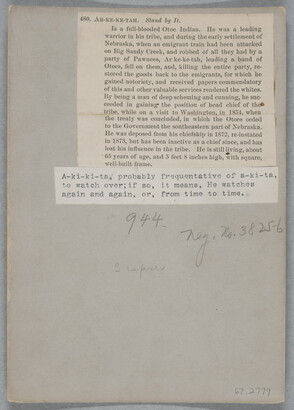 480. AR-KE-KE-TAH. Stand by It.
Is a full-blooded Otoe Indian. He was a leading
warrior in his tribe, and during the early settlement of
Nebraska, when an emigrant train had been attacked
on Big Sandy Creek, and robbed of all they had by a
party of Pawnees, Ar-ke-kè-tah, leading a band of
Otoes, fell on them, and, killing the entire party, re-
stored the goods back to the emigrants, for which he
gained notoriety, and received papers commendatory
of this and other valuable services rendered the whites.
By being a man of deep scheming and cunning, he suc-
ceeded in gaining the position of head chief of the
tribe, while on a visit to Washington, in 1854, when
the treaty was concluded, in which the Otoes ceded
to the Government the southeastern part of Nebraska.
He was deposed from his chiefship in 1872, re-instated
in 1873, but has been inactive as a chief since, and has
lost his influence in the tribe. He is still living, about
65 years of age, and 5 feet 8 inches high, with square,
well-built frame.
A-ki-ki-ta, probably frequentative of a-ki-ta,
to watch over; if so, it means, He watches
again and again, or, from time to time.
944
Neg. No. 3825-b